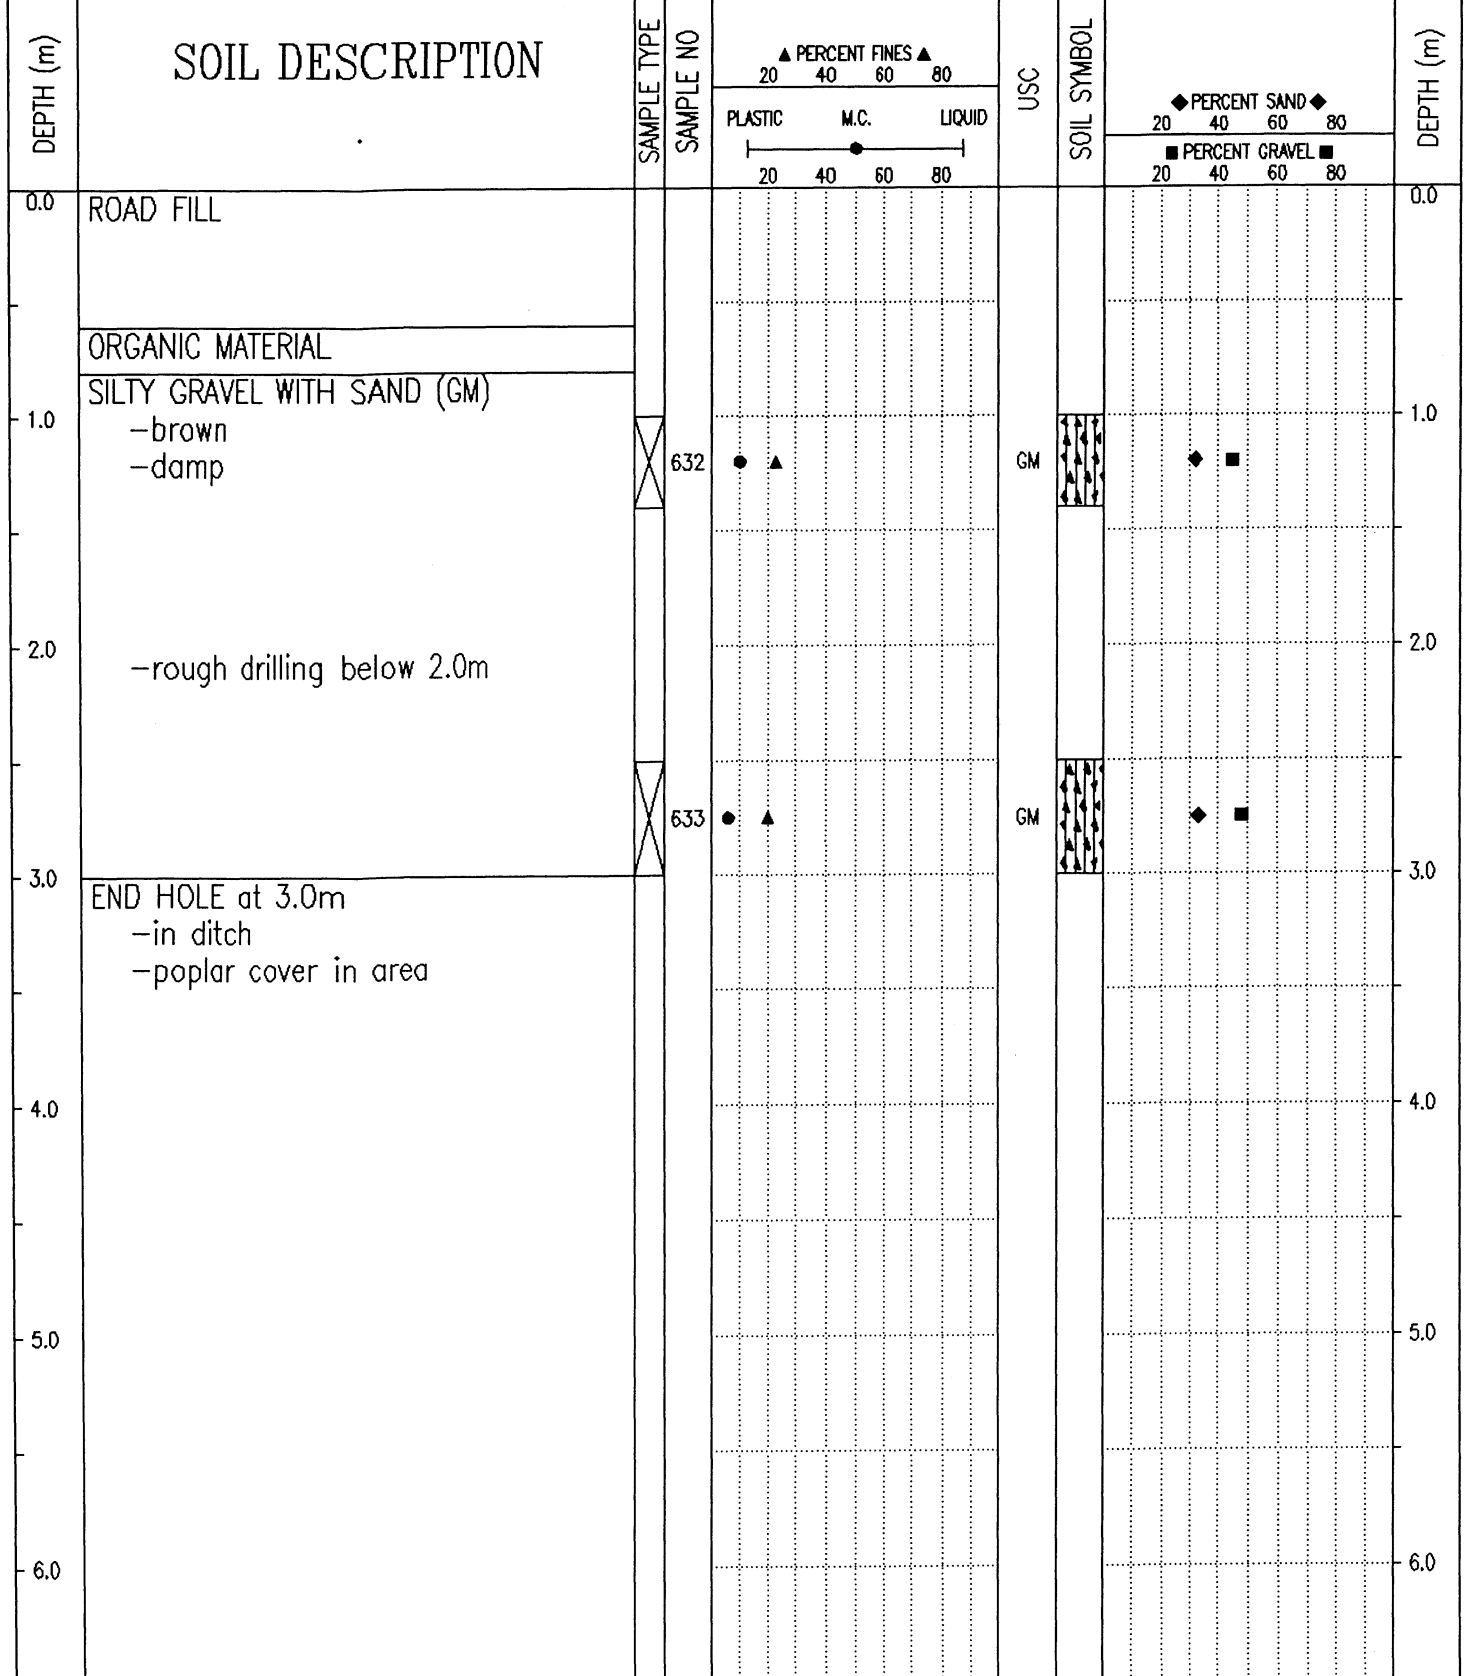 DEPTH (m)
SOIL DESCRIPTION
SAMPLE TYPE
SAMPLE NO
▲ PERCENT FINES ▲
20 40 60 80
PLASTIC M.C. LIQUID
20 40 60 80
USC
SOIL SYMBOL
◆PERCENT SAND◆
20 40 60 80
■ PERCENT GRAVEL■
20 40 60 80
DEPTH (m)
0.0 ROAD FILL 0.0
ORGANIC MATERIAL
SILTY GRAVEL WITH SAND (GM)
1.0 -brown 1.0
-damp 632 GM
2.0 2.0
-rough drilling below 2.0m
633 GM
3.0 3.0
END HOLE at 3.0m
-in ditch
-poplar cover in area
4.0 4.0
5.0 5.0
6.0 6.0